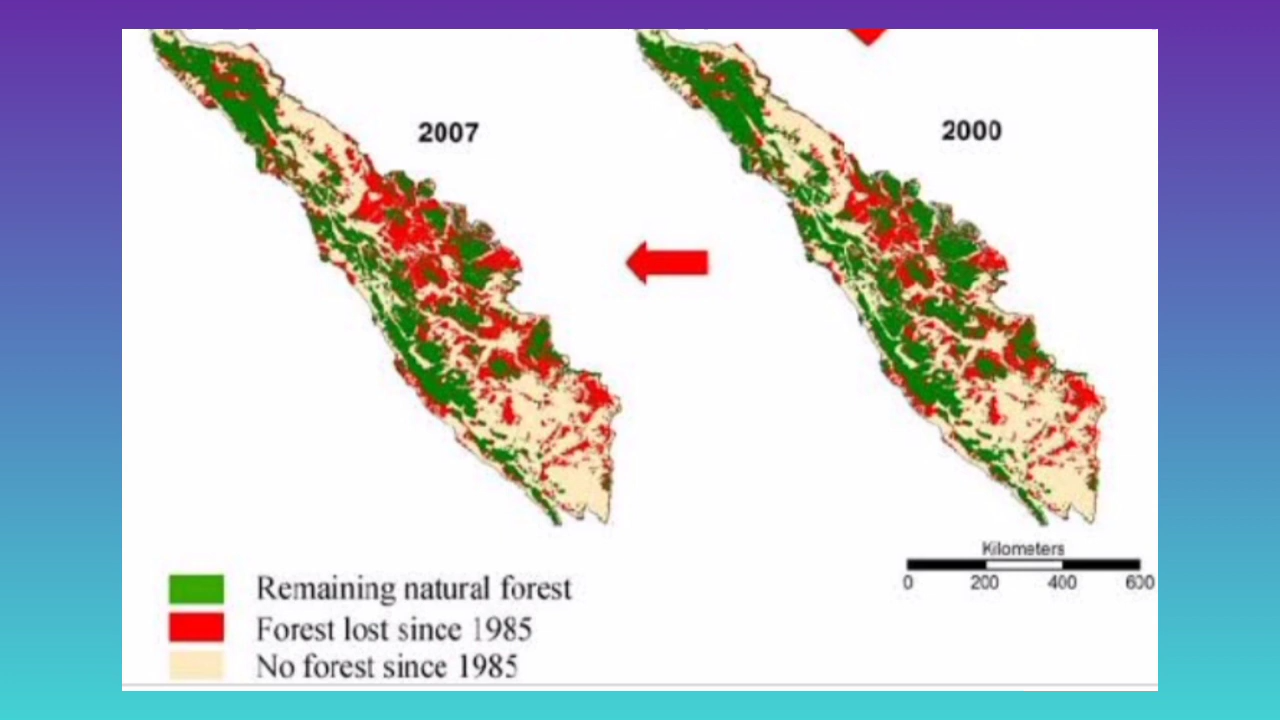 2007
2000
Kilometers
0 200 400 600
Remaining natural forest
Forest lost since 1985
No forest since 1985